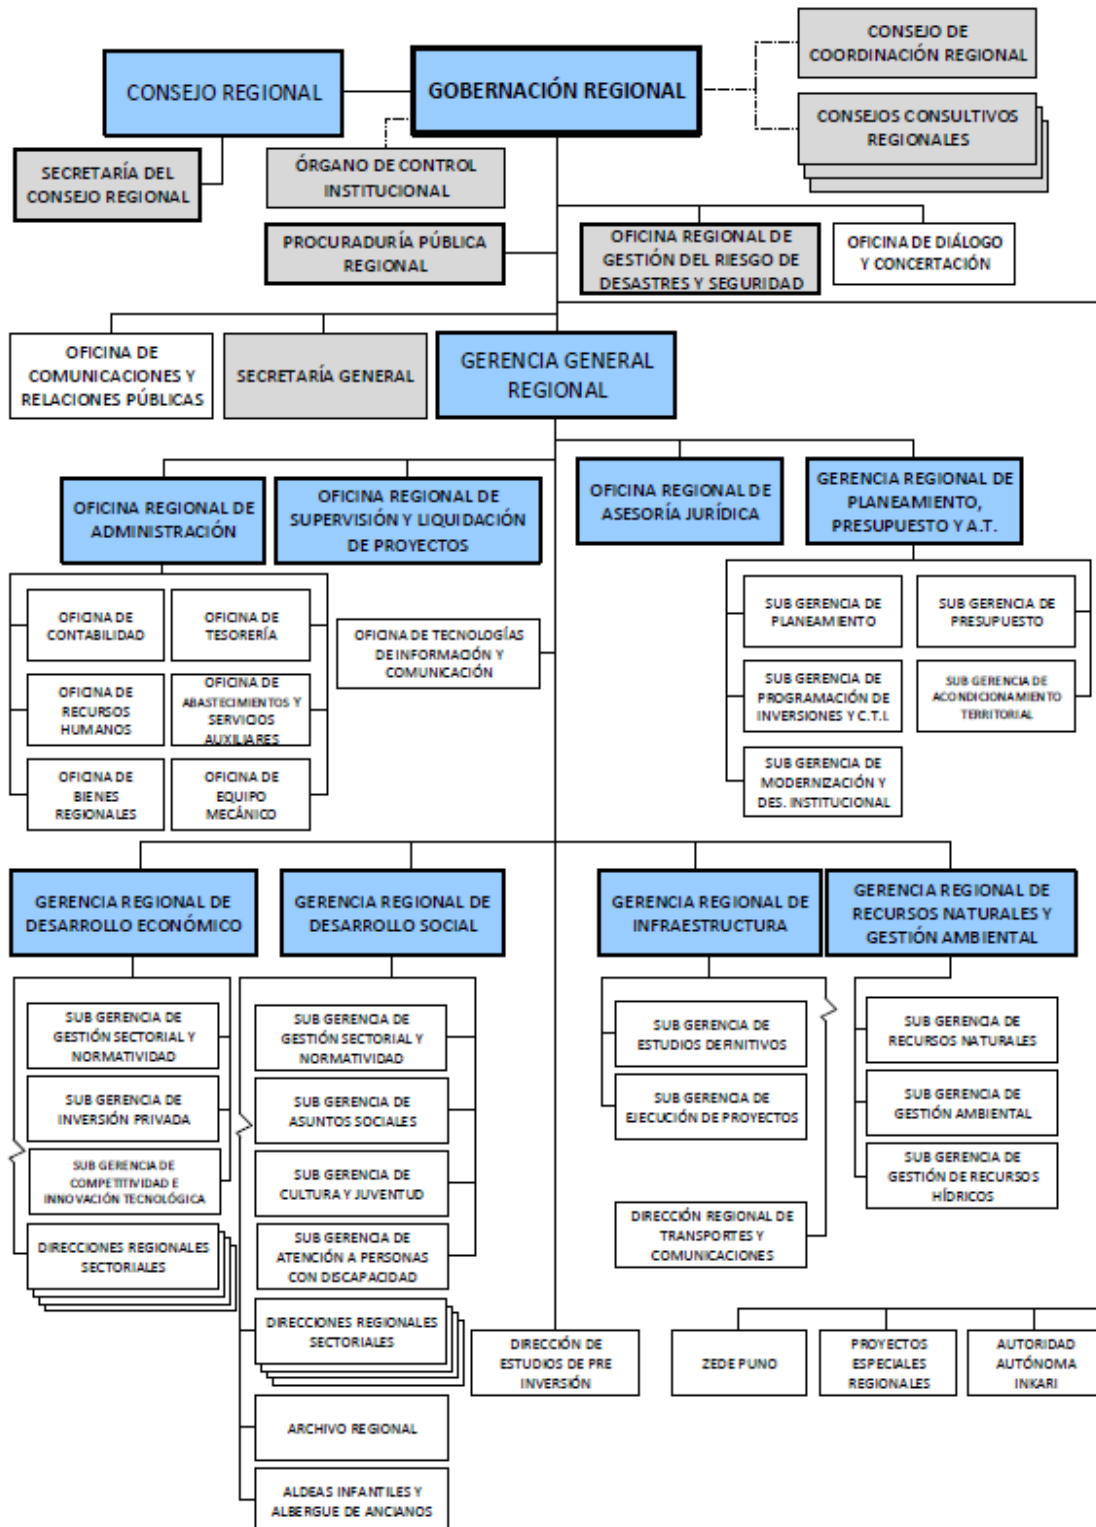 CONSEJO DE
COORDINACIÓN REGIONAL
CONSEJO REGIONAL
GOBERNACIÓN REGIONAL
CONSEJOS CONSULTIVOS
REGIONALES
SECRETARÍA DEL
CONSEJO REGIONAL
ÓRGANO DE CONTROL
INSTITUCIONAL
PROCURADURÍA PÚBLICA
REGIONAL
OFICINA REGIONAL DE
GESTIÓN DEL RIESGO DE
DESASTRES Y SEGURIDAD
OFICINA DE DIÁLOGO
Y CONCERTACIÓN
OFICINA DE
COMUNICACIONES Y
RELACIONES PÚBLICAS
SECRETARÍA GENERAL
GERENCIA GENERAL
REGIONAL
OFICINA REGIONAL DE
ADMINISTRACIÓN
OFICINA REGIONAL DE
SUPERVISIÓN Y LIQUIDACIÓN
DE PROYECTOS
OFICINA REGIONAL DE
ASESORÍA JURÍDICA
GERENCIA REGIONAL DE
PLANEAMIENTO,
PRESUPUESTO Y A.T.
OFICINA DE
CONTABILIDAD
OFICINA DE
TESORERÍA
OFICINA DE TECNOLOGÍAS
DE INFORMACIÓN Y
COMUNICACIÓN
SUB GERENCIA DE
PLANEAMIENTO
SUB GERENCIA DE
PRESUPUESTO
OFICINA DE
RECURSOS
HUMANOS
OFICINA DE
ABASTECIMIENTOS Y
SERVICIOS
AUXILIARES
SUB GERENCIA DE
PROGRAMACIÓN DE
INVERSIONES Y C.T.I.
SUB GERENCIA DE
ACONDICIONAMIENTO
TERRITORIAL
OFICINA DE
BIENES
REGIONALES
OFICINA DE
EQUIPO
MECÁNICO
SUB GERENCIA DE
MODERNIZACIÓN Y
DES. INSTITUCIONAL
GERENCIA REGIONAL DE
DESARROLLO ECONÓMICO
GERENCIA REGIONAL DE
DESARROLLO SOCIAL
GERENCIA REGIONAL DE
INFRAESTRUCTURA
GERENCIA REGIONAL DE
RECURSOS NATURALES Y
GESTIÓN AMBIENTAL
SUB GERENCIA DE
GESTIÓN SECTORIAL Y
NORMATIVIDAD
SUB GERENCIA DE
INVERSIÓN PRIVADA
SUB GERENCIA DE
COMPETITIVIDAD E
INNOVACIÓN TECNOLÓGICA
DIRECCIONES REGIONALES
SECTORIALES
SUB GERENCIA DE
GESTIÓN SECTORIAL Y
NORMATIVIDAD
SUB GERENCIA DE
ASUNTOS SOCIALES
SUB GERENCIA DE
CULTURA Y JUVENTUD
SUB GERENCIA DE
ATENCIÓN A PERSONAS
CON DISCAPACIDAD
DIRECCIONES REGIONALES
SECTORIALES
ARCHIVO REGIONAL
ALDEAS INFANTILES Y
ALBERGUE DE ANCIANOS
DIRECCIÓN DE
ESTUDIOS DE PRE
INVERSIÓN
SUB GERENCIA DE
ESTUDIOS DEFINITIVOS
SUB GERENCIA DE
EJECUCIÓN DE PROYECTOS
DIRECCIÓN REGIONAL DE
TRANSPORTES Y
COMUNICACIONES
SUB GERENCIA DE
RECURSOS NATURALES
SUB GERENCIA DE
GESTIÓN AMBIENTAL
SUB GERENCIA DE
GESTIÓN DE RECURSOS
HÍDRICOS
ZEDE PUNO
PROYECTOS
ESPECIALES
REGIONALES
AUTORIDAD
AUTÓNOMA
INKARI